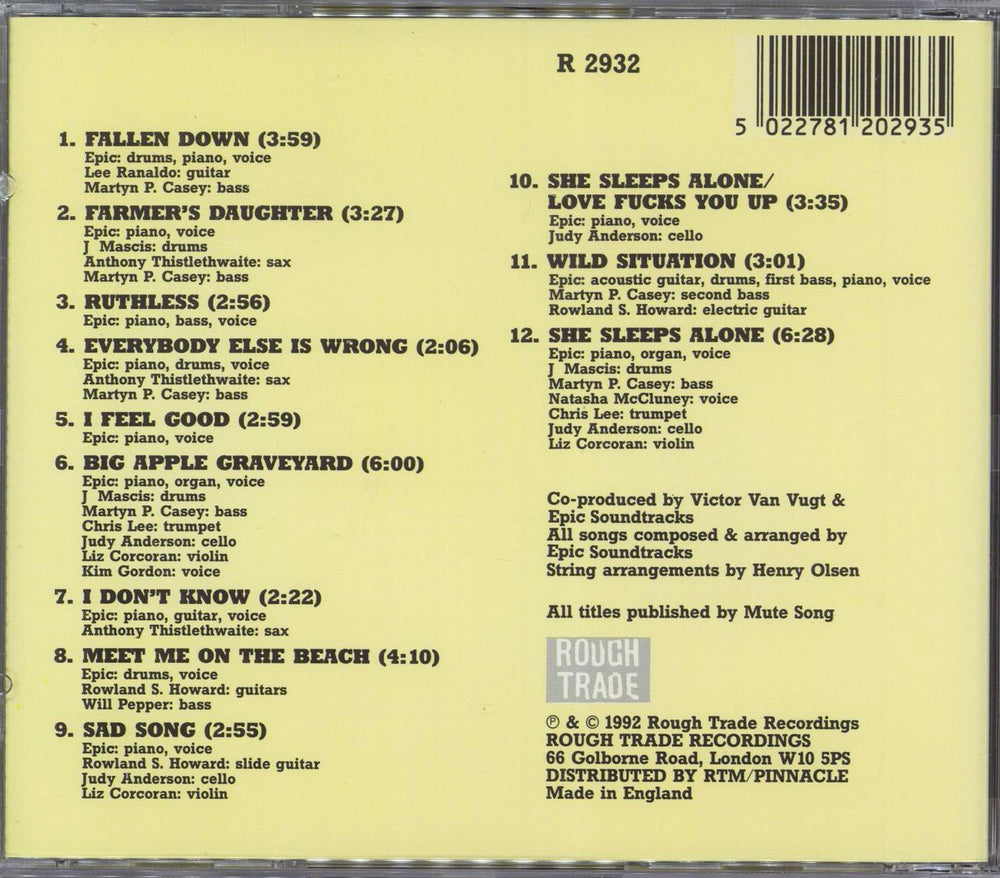 R 2932
5 022781 202935
1. FALLEN DOWN (3:59)
Epic: drums, piano, voice
Lee Ranaldo: guitar
Martyn P. Casey: bass
2. FARMER'S DAUGHTER (3:27)
Epic: piano, voice
J Mascis: drums
Anthony Thistlethwaite: sax
Martyn P. Casey: bass
3. RUTHLESS (2:56)
Epic: piano, bass, voice
4. EVERYBODY ELSE IS WRONG (2:06)
Epic: piano, drums, voice
Anthony Thistlethwaite: sax
Martyn P. Casey: bass
5. I FEEL GOOD (2:59)
Epic: piano, voice
6. BIG APPLE GRAVEYARD (6:00)
Epic: piano, organ, voice
J Mascis: drums
Martyn P. Casey: bass
Chris Lee: trumpet
Judy Anderson: cello
Liz Corcoran: violin
Kim Gordon: voice
7. I DON'T KNOW (2:22)
Epic: piano, guitar, voice
Anthony Thistlethwaite: sax
8. MEET ME ON THE BEACH (4:10)
Epic: drums, voice
Rowland S. Howard: guitars
Will Pepper: bass
9. SAD SONG (2:55)
Epic: piano, voice
Rowland S. Howard: slide guitar
Judy Anderson: cello
Liz Corcoran: violin
10. SHE SLEEPS ALONE/
LOVE FUCKS YOU UP (3:35)
Epic: piano, voice
Judy Anderson: cello
11. WILD SITUATION (3:01)
Epic: acoustic guitar, drums, first bass, piano, voice
Martyn P. Casey: second bass
Rowland S. Howard: electric guitar
12. SHE SLEEPS ALONE (6:28)
Epic: piano, organ, voice
J Mascis: drums
Martyn P. Casey: bass
Natasha McCluney: voice
Chris Lee: trumpet
Judy Anderson: cello
Liz Corcoran: violin
Co-produced by Victor Van Vugt &
Epic Soundtracks
All songs composed & arranged by
Epic Soundtracks
String arrangements by Henry Olsen
All titles published by Mute Song
ROUGH
TRADE
℗ & © 1992 Rough Trade Recordings
ROUGH TRADE RECORDINGS
66 Golborne Road, London W10 5PS
DISTRIBUTED BY RTM/PINNACLE
Made in England